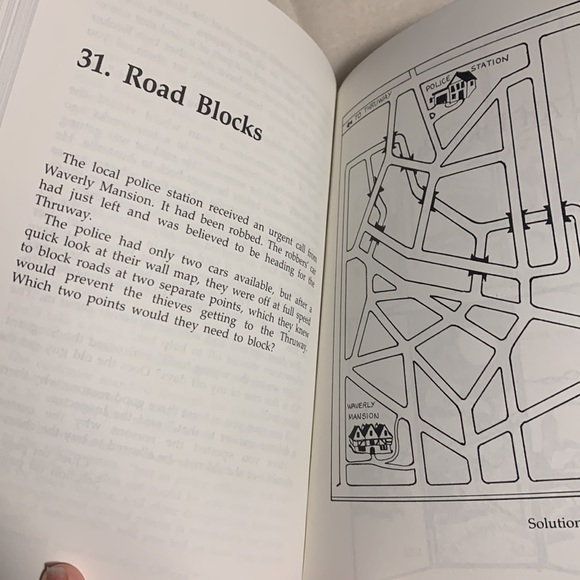 31. Road Blocks
The local police station received an urgent call from
Waverly Mansion. It had been robbed. The robbers' car
had just left and was believed to be heading for the
Thruway.
The police had only two cars available, but after a
quick look at their wall map, they were off at full speed
to block roads at two separate points, which they knew
would prevent the thieves getting to the Thruway.
Which two points would they need to block?
POLICE STATION
TO THRUWAY
WAVERLY
MANSION
Solution